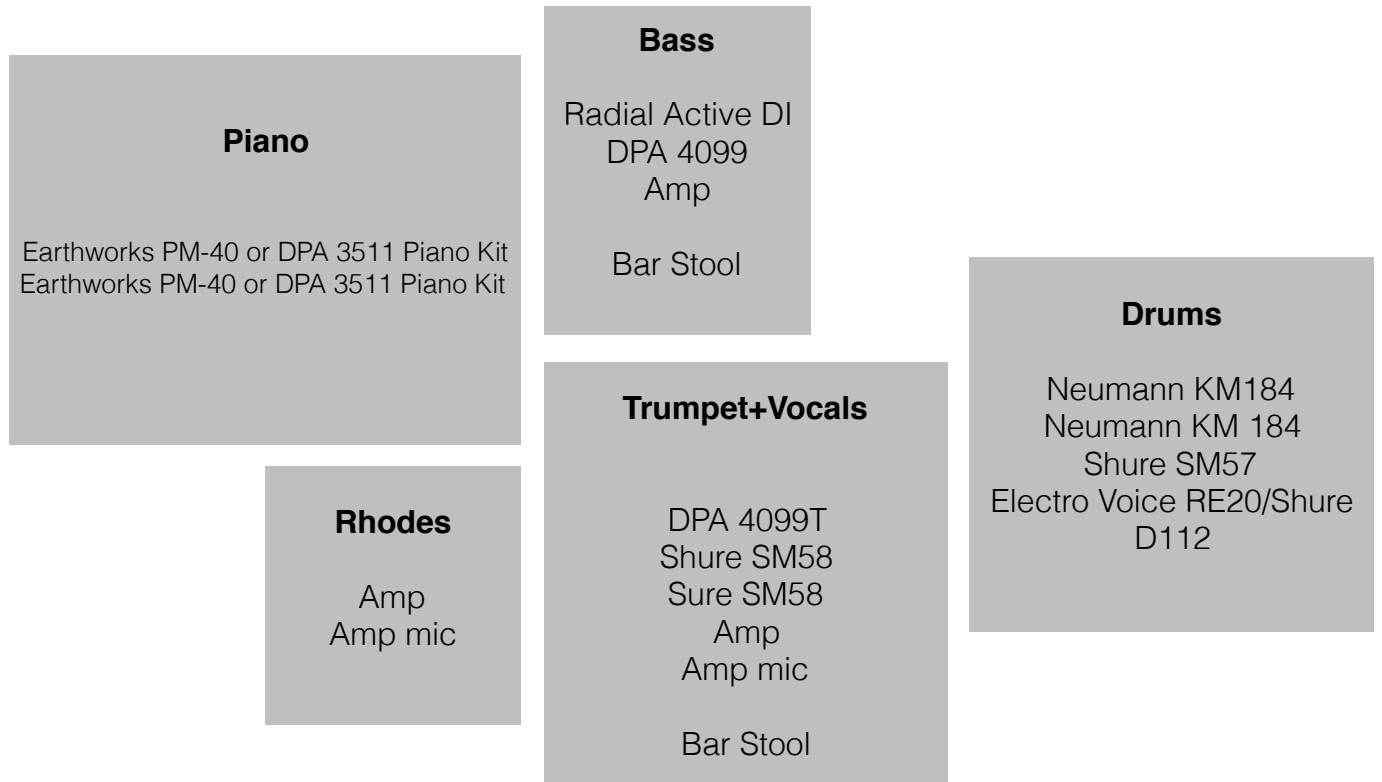 Piano
Earthworks PM-40 or DPA 3511 Piano Kit
Earthworks PM-40 or DPA 3511 Piano Kit
Bass
Radial Active DI
DPA 4099
Amp
Bar Stool
Drums
Neumann KM184
Neumann KM 184
Shure SM57
Electro Voice RE20/Shure
D112
Trumpet+Vocals
DPA 4099T
Shure SM58
Sure SM58
Amp
Amp mic
Bar Stool
Rhodes
Amp
Amp mic